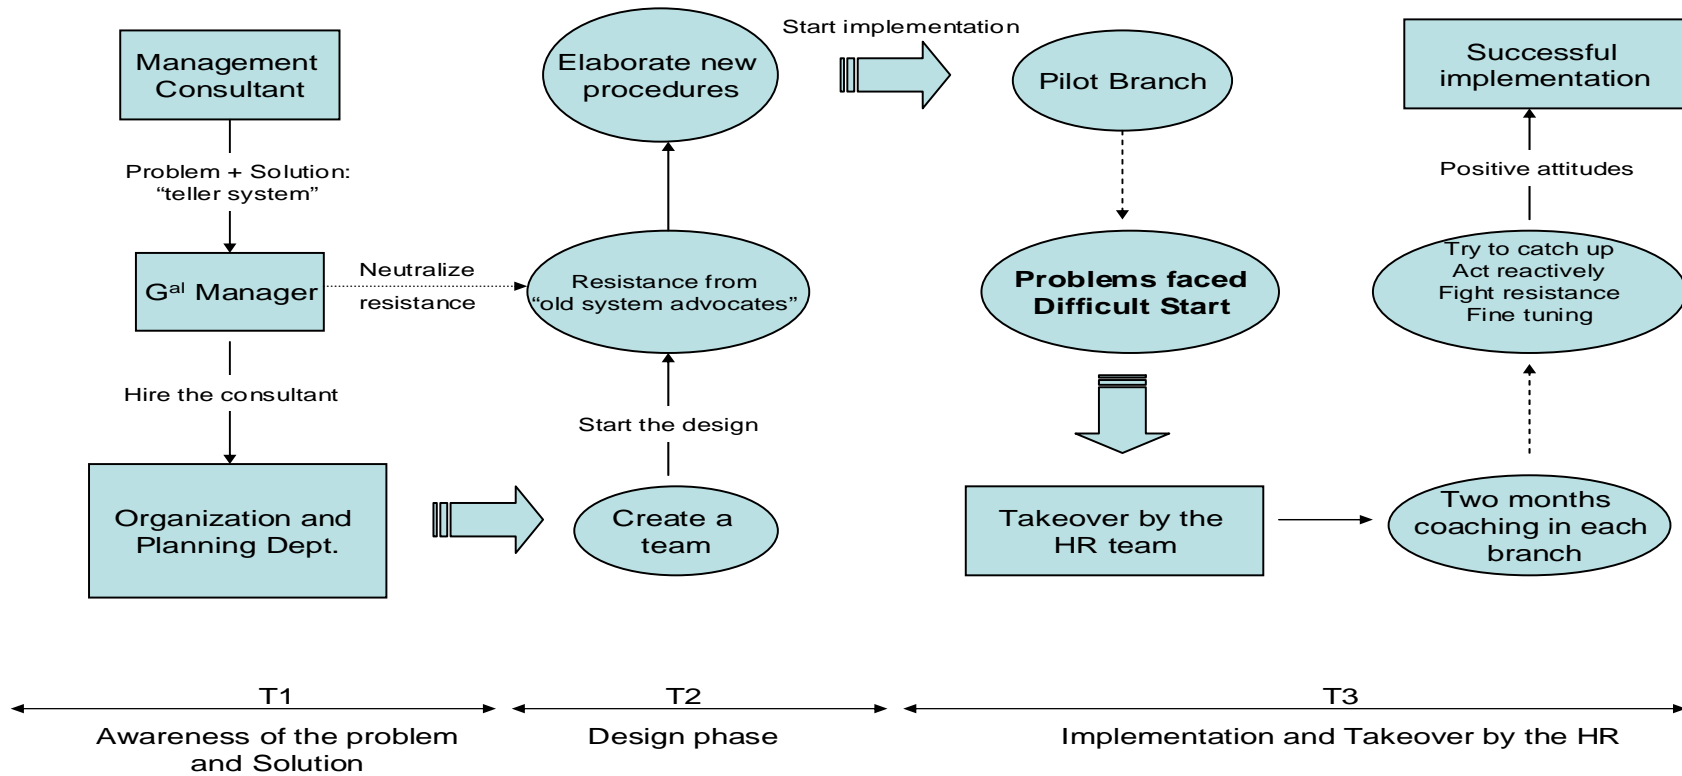 Management
Consultant
Problem + Solution:
“teller system”
Gal Manager
Hire the consultant
Organization and
Planning Dept.
Neutralize
resistance
Elaborate new
procedures
Resistance from
“old system advocates”
Start the design
Create a
team
Start implementation
Pilot Branch
Problems faced
Difficult Start
Takeover by the
HR team
Successful
implementation
Positive attitudes
Try to catch up
Act reactively
Fight resistance
Fine tuning
Two months
coaching in each
branch
T1
Awareness of the problem
and Solution
T2
Design phase
T3
Implementation and Takeover by the HR